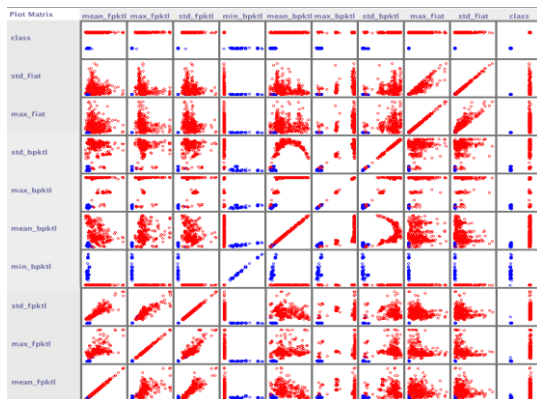 Plot Matrix mean_fpktl max_fpktl std_fpktl min_bpktl mean_bpktl max_bpktl std_bpktl max_fiat std_fiat class
class
std_fiat
max_fiat
std_bpktl
max_bpktl
mean_bpktl
min_bpktl
std_fpktl
max_fpktl
mean_fpktl